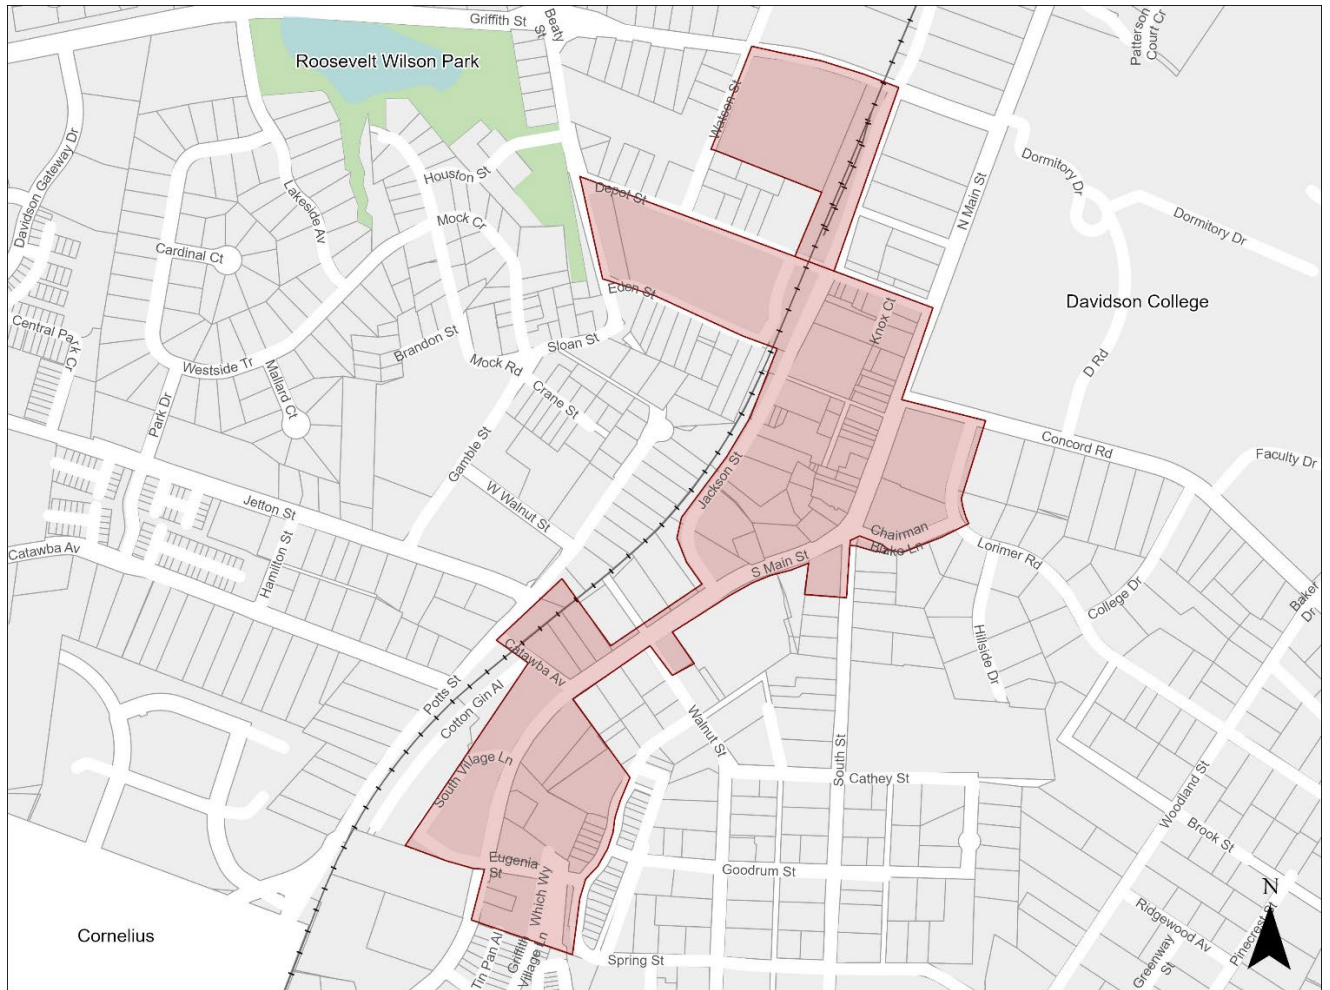 Griffith St
Beaty
St
Patterson
Court Cr
Roosevelt Wilson Park
Watson St
Davidson Gateway Dr
Dormitory Dr
Houston St
Lakeside Av
Depot St
N Main St
Mock Cr
Dormitory Dr
Cardinal Ct
Eden St
Knox Ct
Davidson College
Central Park Cr
Brandon St
Sloan St
Westside Tr
Mallard Ct
Mock Rd
D Rd
Crane St
Park Dr
Concord Rd
Gamble St
Faculty Dr
Jackson St
W Walnut St
Jetton St
Chairman
Blake Ln
Catawba Av
Hamilton St
S Main St
Lorimer Rd
College Dr
Baker
Dr
Hillside Dr
Catawba Av
Potts St
Cotton Gin Al
Walnut St
South St
South Village Ln
Cathey St
Woodland St
Brook St
Eugenia
St
Goodrum St
Which Wy
N
Ridgewood Av
Pinecrest St
Cornelius
Tin Pan Al
Griffith
Village Ln
Spring St
Greenway
St